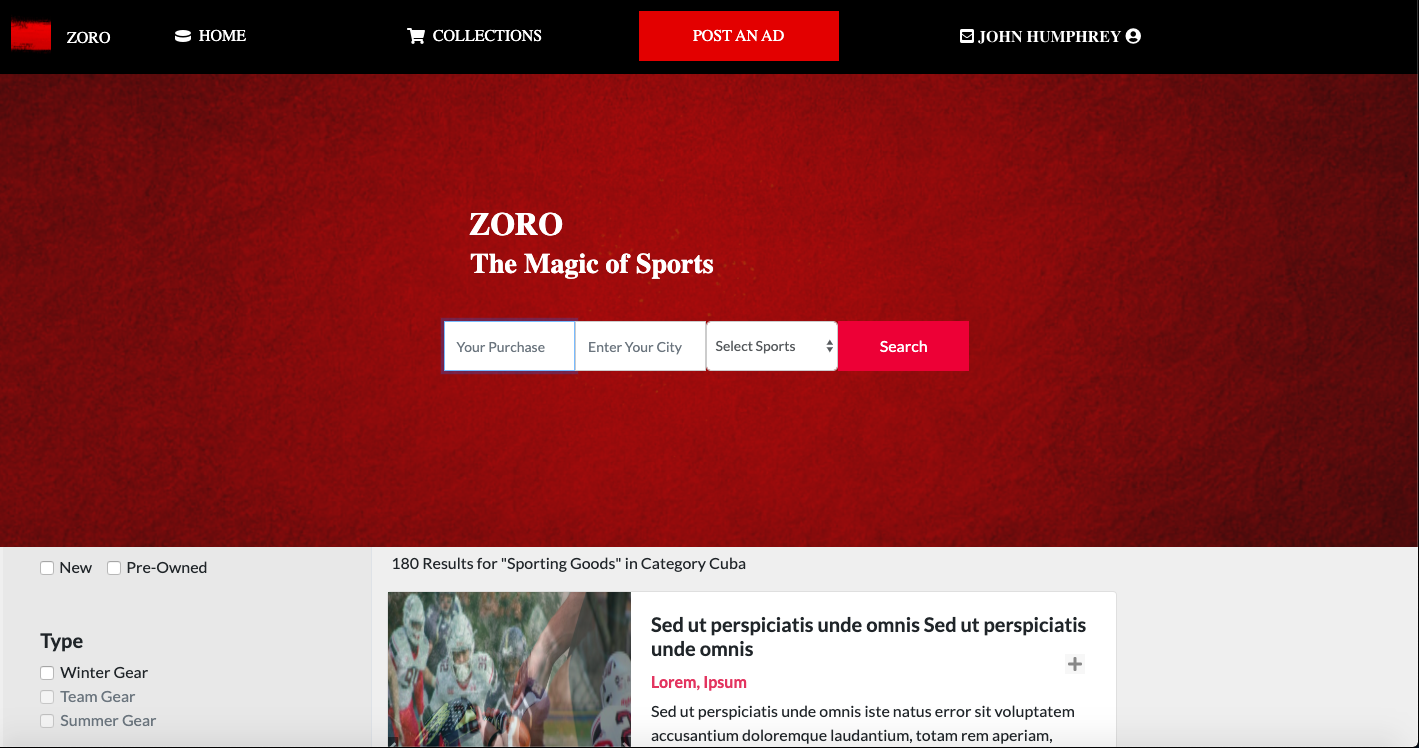 ZORO HOME COLLECTIONS POST AN AD JOHN HUMPHREY
ZORO
The Magic of Sports
Your Purchase Enter Your City Select Sports Search
New Pre-Owned
Type
Winter Gear
Team Gear
Summer Gear
180 Results for "Sporting Goods" in Category Cuba
Sed ut perspiciatis unde omnis Sed ut perspiciatis
unde omnis
Lorem, Ipsum
Sed ut perspiciatis unde omnis iste natus error sit voluptatem
accusantium doloremque laudantium, totam rem aperiam,